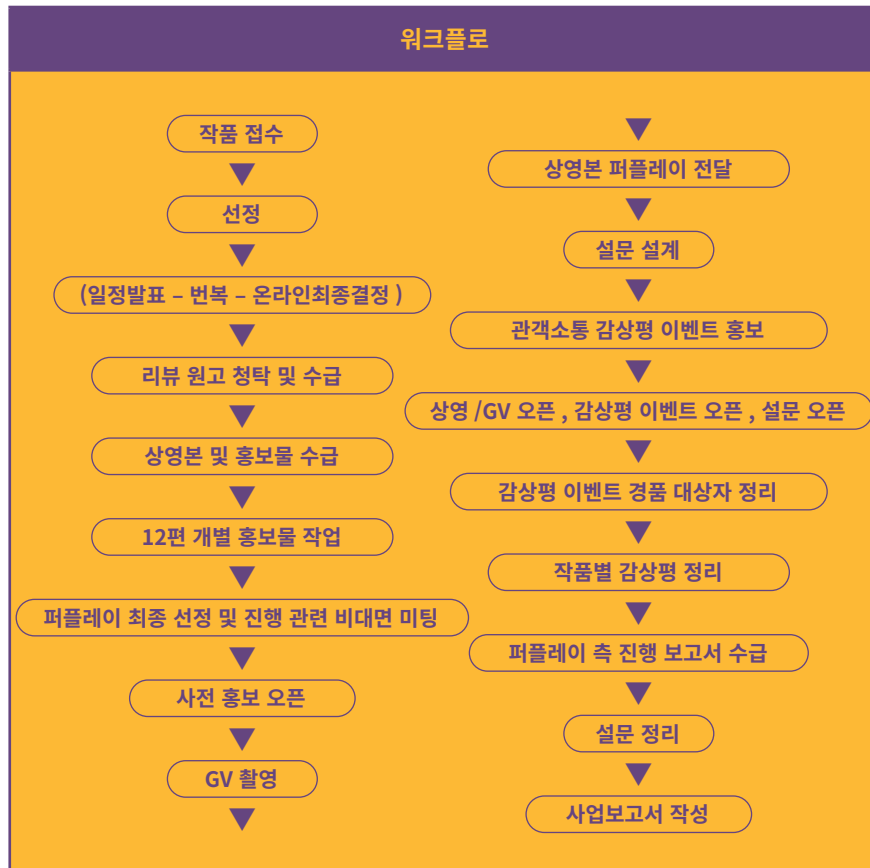 워크플로
작품 접수
선정
(일정발표 – 번복 – 온라인최종결정 )
리뷰 원고 청탁 및 수급
상영본 및 홍보물 수급
12편 개별 홍보물 작업
퍼플레이 최종 선정 및 진행 관련 비대면 미팅
사전 홍보 오픈
GV 촬영
상영본 퍼플레이 전달
설문 설계
관객소통 감상평 이벤트 홍보
상영 /GV 오픈 , 감상평 이벤트 오픈 , 설문 오픈
감상평 이벤트 경품 대상자 정리
작품별 감상평 정리
퍼플레이 측 진행 보고서 수급
설문 정리
사업보고서 작성